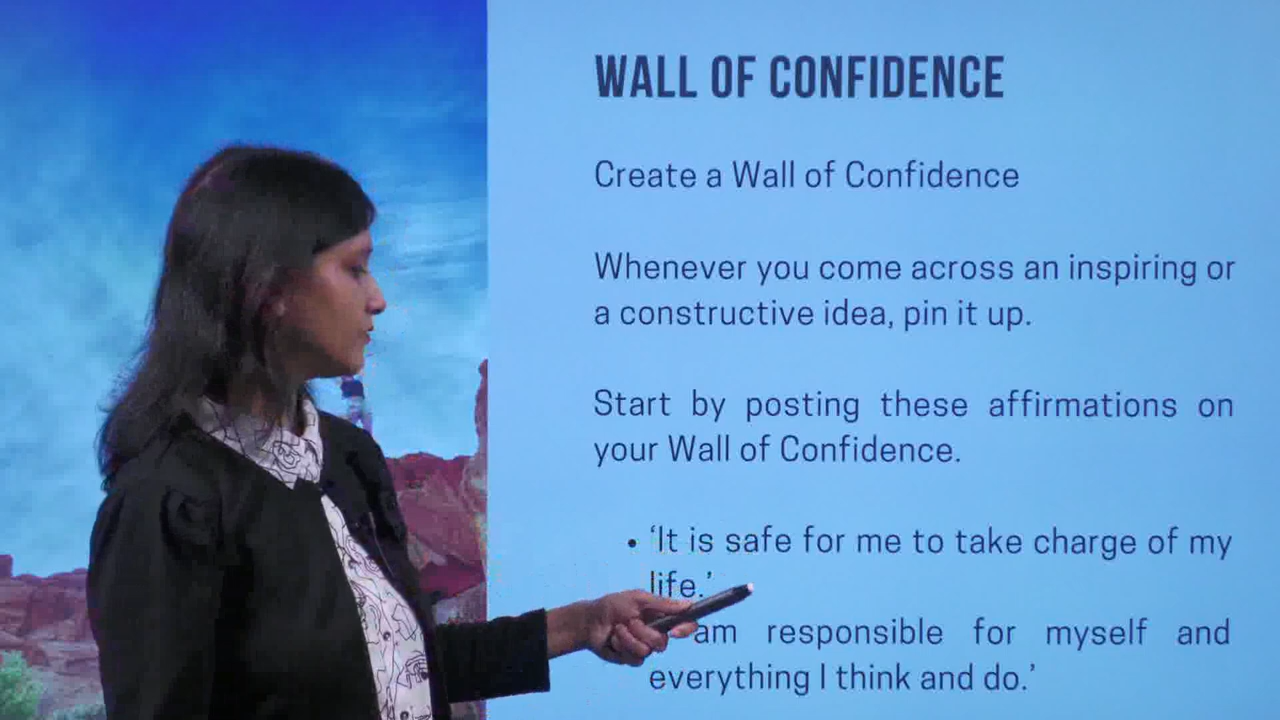 WALL OF CONFIDENCE
Create a Wall of Confidence
Whenever you come across an inspiring or
a constructive idea, pin it up.
Start by posting these affirmations on
your Wall of Confidence.
• ‘It is safe for me to take charge of my
life.’
am responsible for myself and
everything I think and do.’